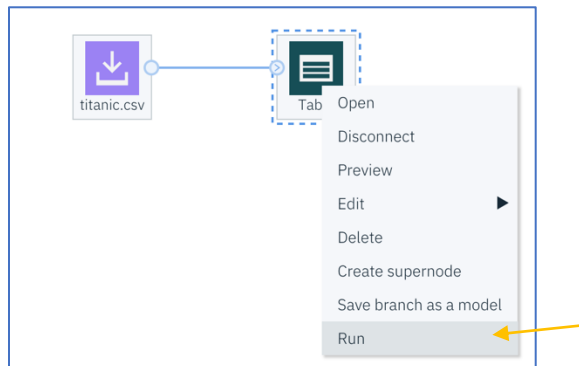 titanic.csv
Tab
Open
Disconnect
Preview
Edit
Delete
Create supernode
Save branch as a model
Run